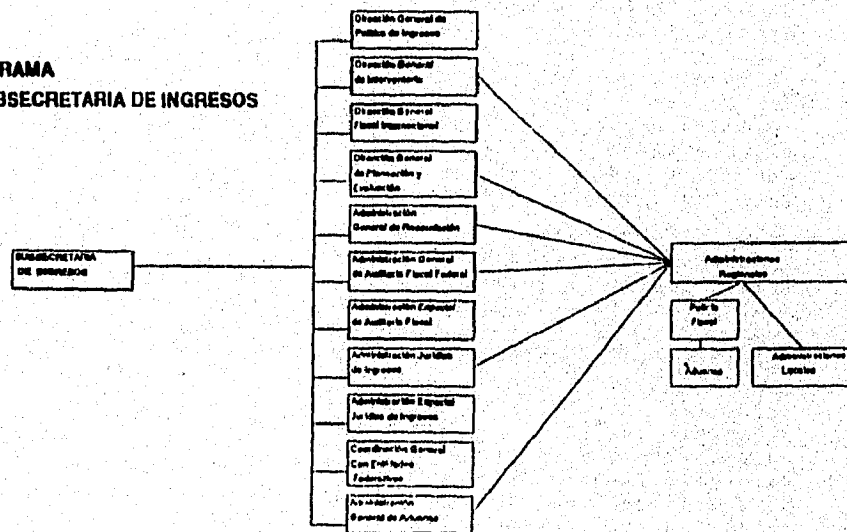 RAMA
BSECRETARIA DE INGRESOS
Dirección General de
Política de Ingresos
Dirección General
de Interventoría
Dirección General
Fiscal Internacional
Dirección General
de Planeación y
Evaluación
Administración
General de Recaudación
SUBSECRETARIA
DE INGRESOS
Administración General
de Auditoría Fiscal Federal
Administración Especial
de Auditoría Fiscal
Administración Jurídica
de Ingresos
Administración Especial
Jurídica de Ingresos
Coordinación General
Con Entidades
Federativas
Administración
General de Aduanas
Administraciones
Regionales
Fiscal
Aduanas
Administraciones
Locales